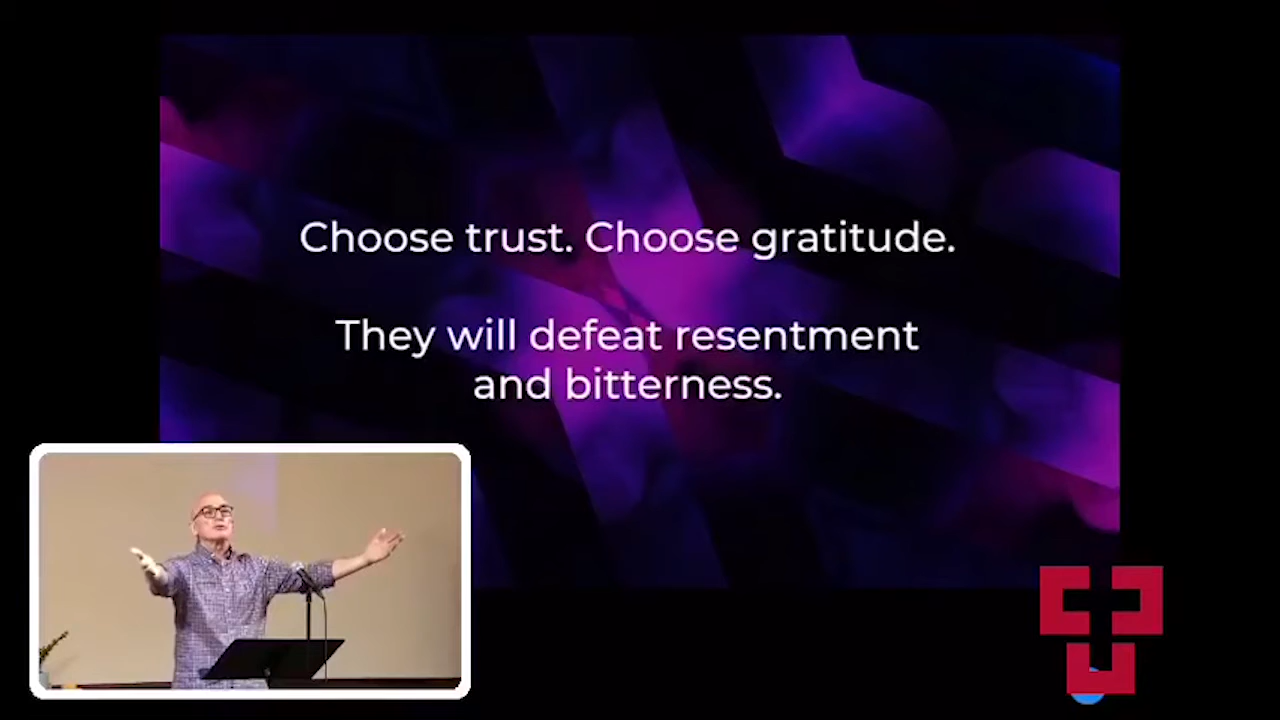 Choose trust. Choose gratitude.
They will defeat resentment
and bitterness.